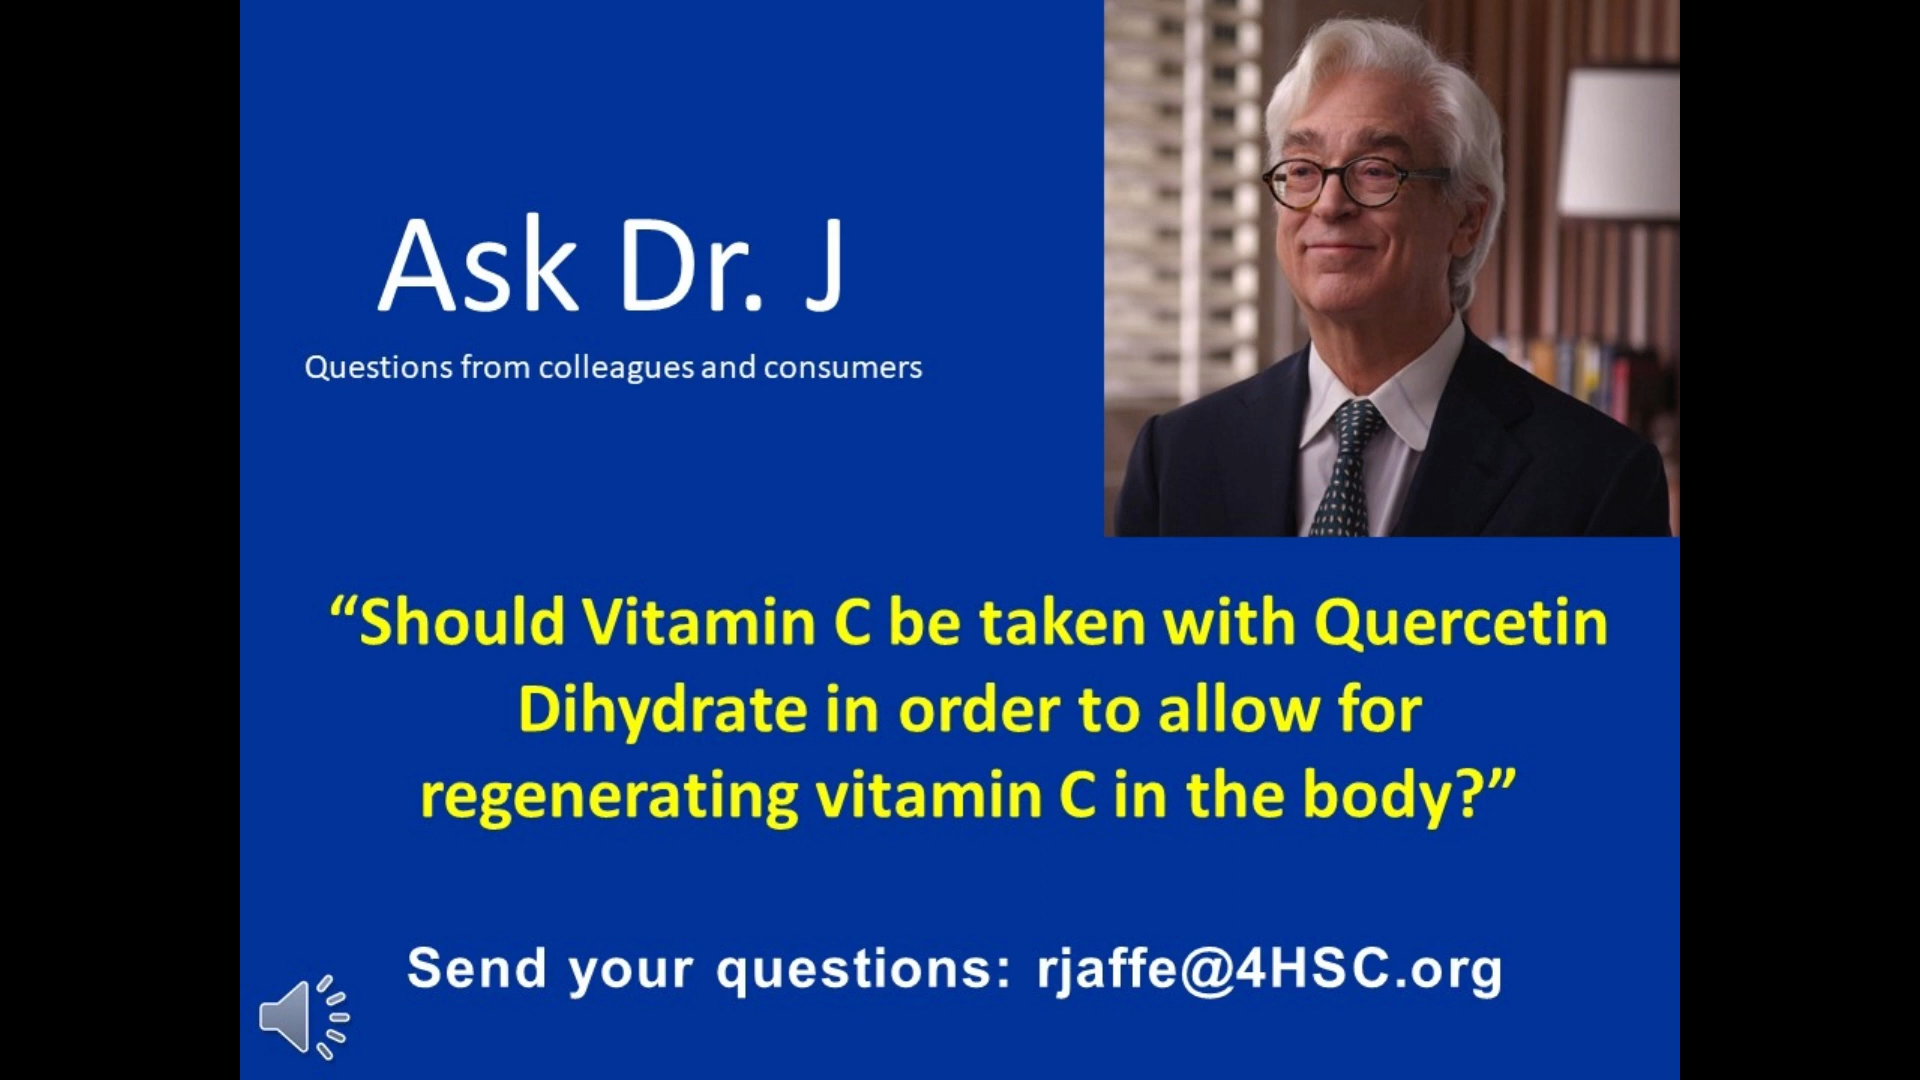 Ask Dr. J
Questions from colleagues and consumers
“Should Vitamin C be taken with Quercetin
Dihydrate in order to allow for
regenerating vitamin C in the body?”
Send your questions: rjaffe@4HSC.org